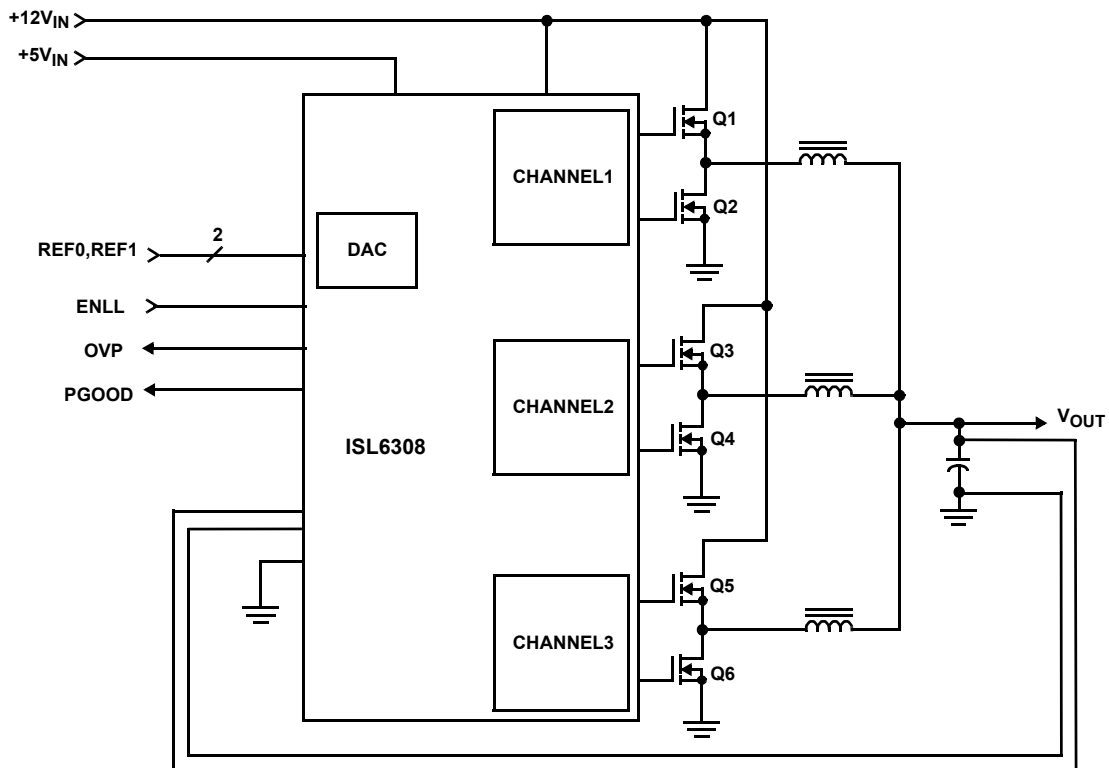 +12VIN
+5VIN
Q1
CHANNEL1
Q2
2
REF0,REF1
DAC
ENLL
OVP
Q3
PGOOD
CHANNEL2
VOUT
Q4
ISL6308
Q5
CHANNEL3
Q6